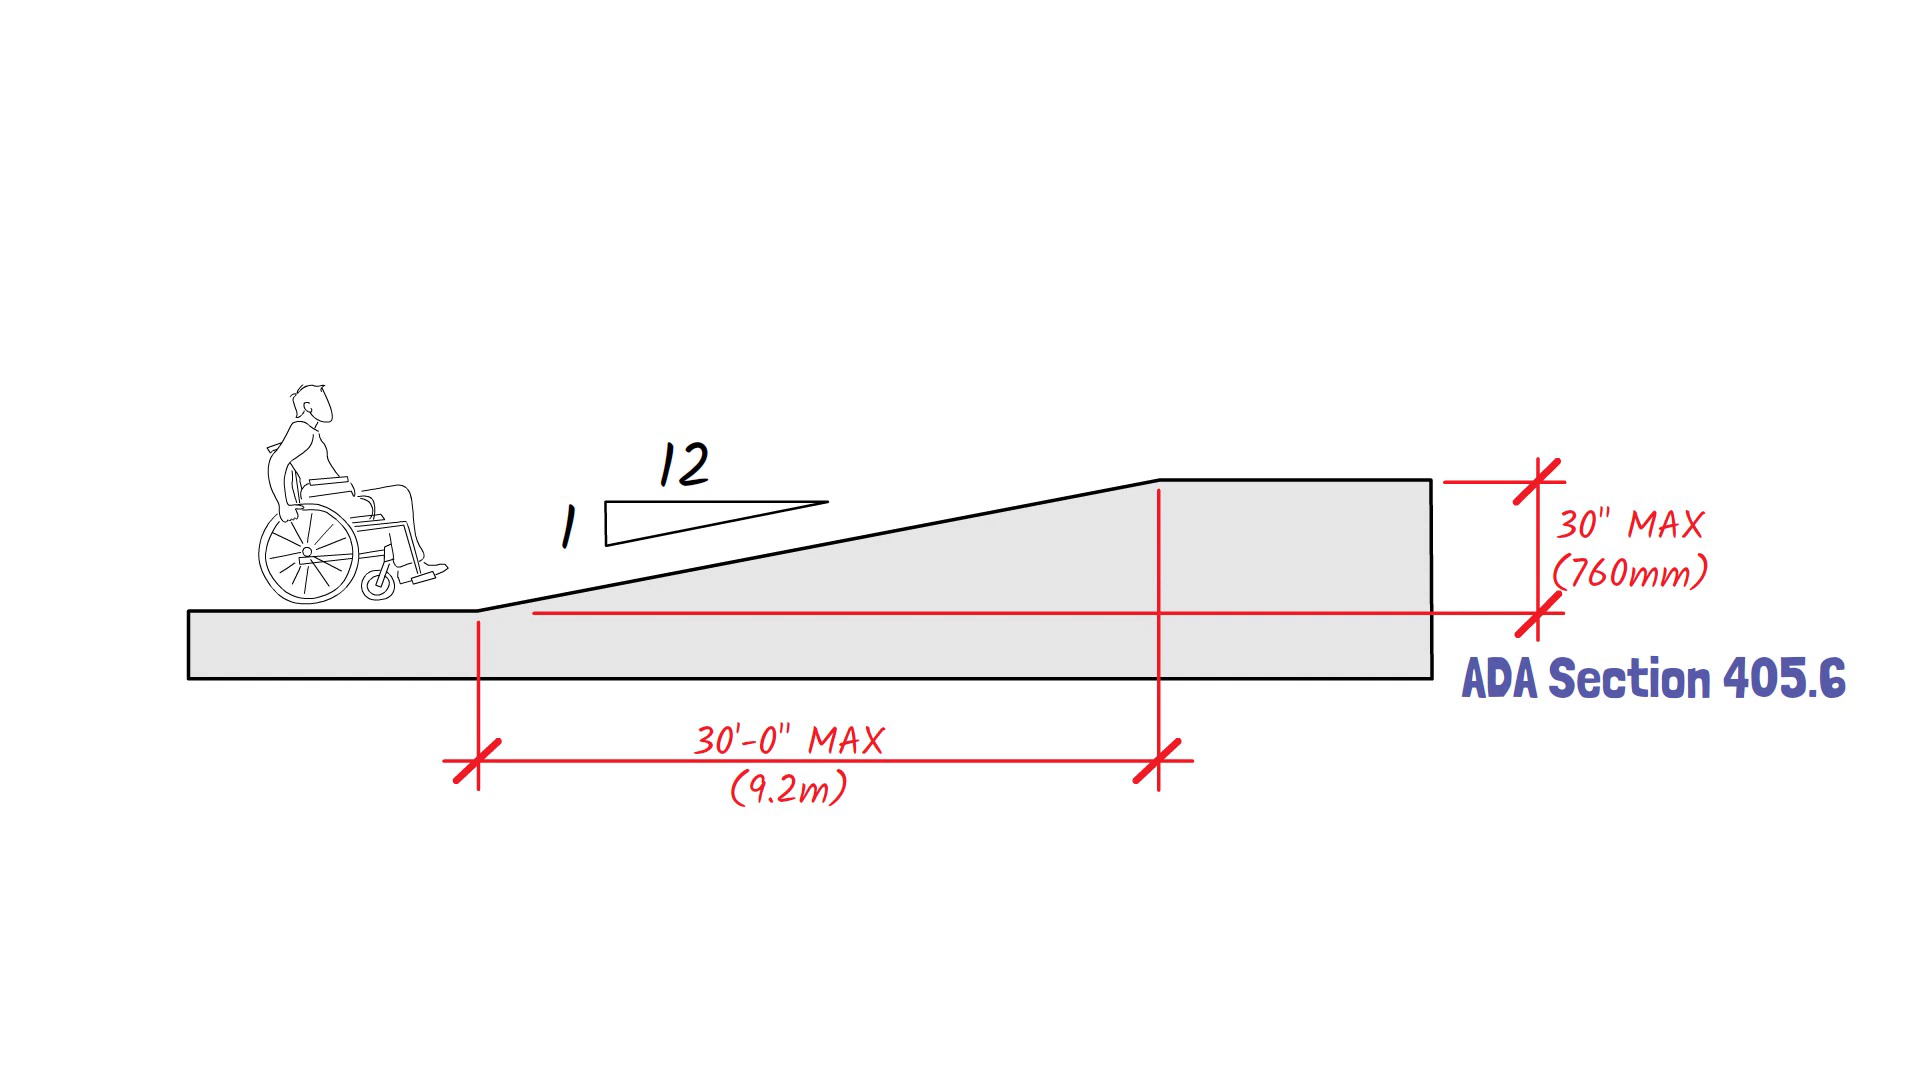 12
1
30" MAX
(760mm)
ADA Section 405.6
30'-0" MAX
(9.2m)